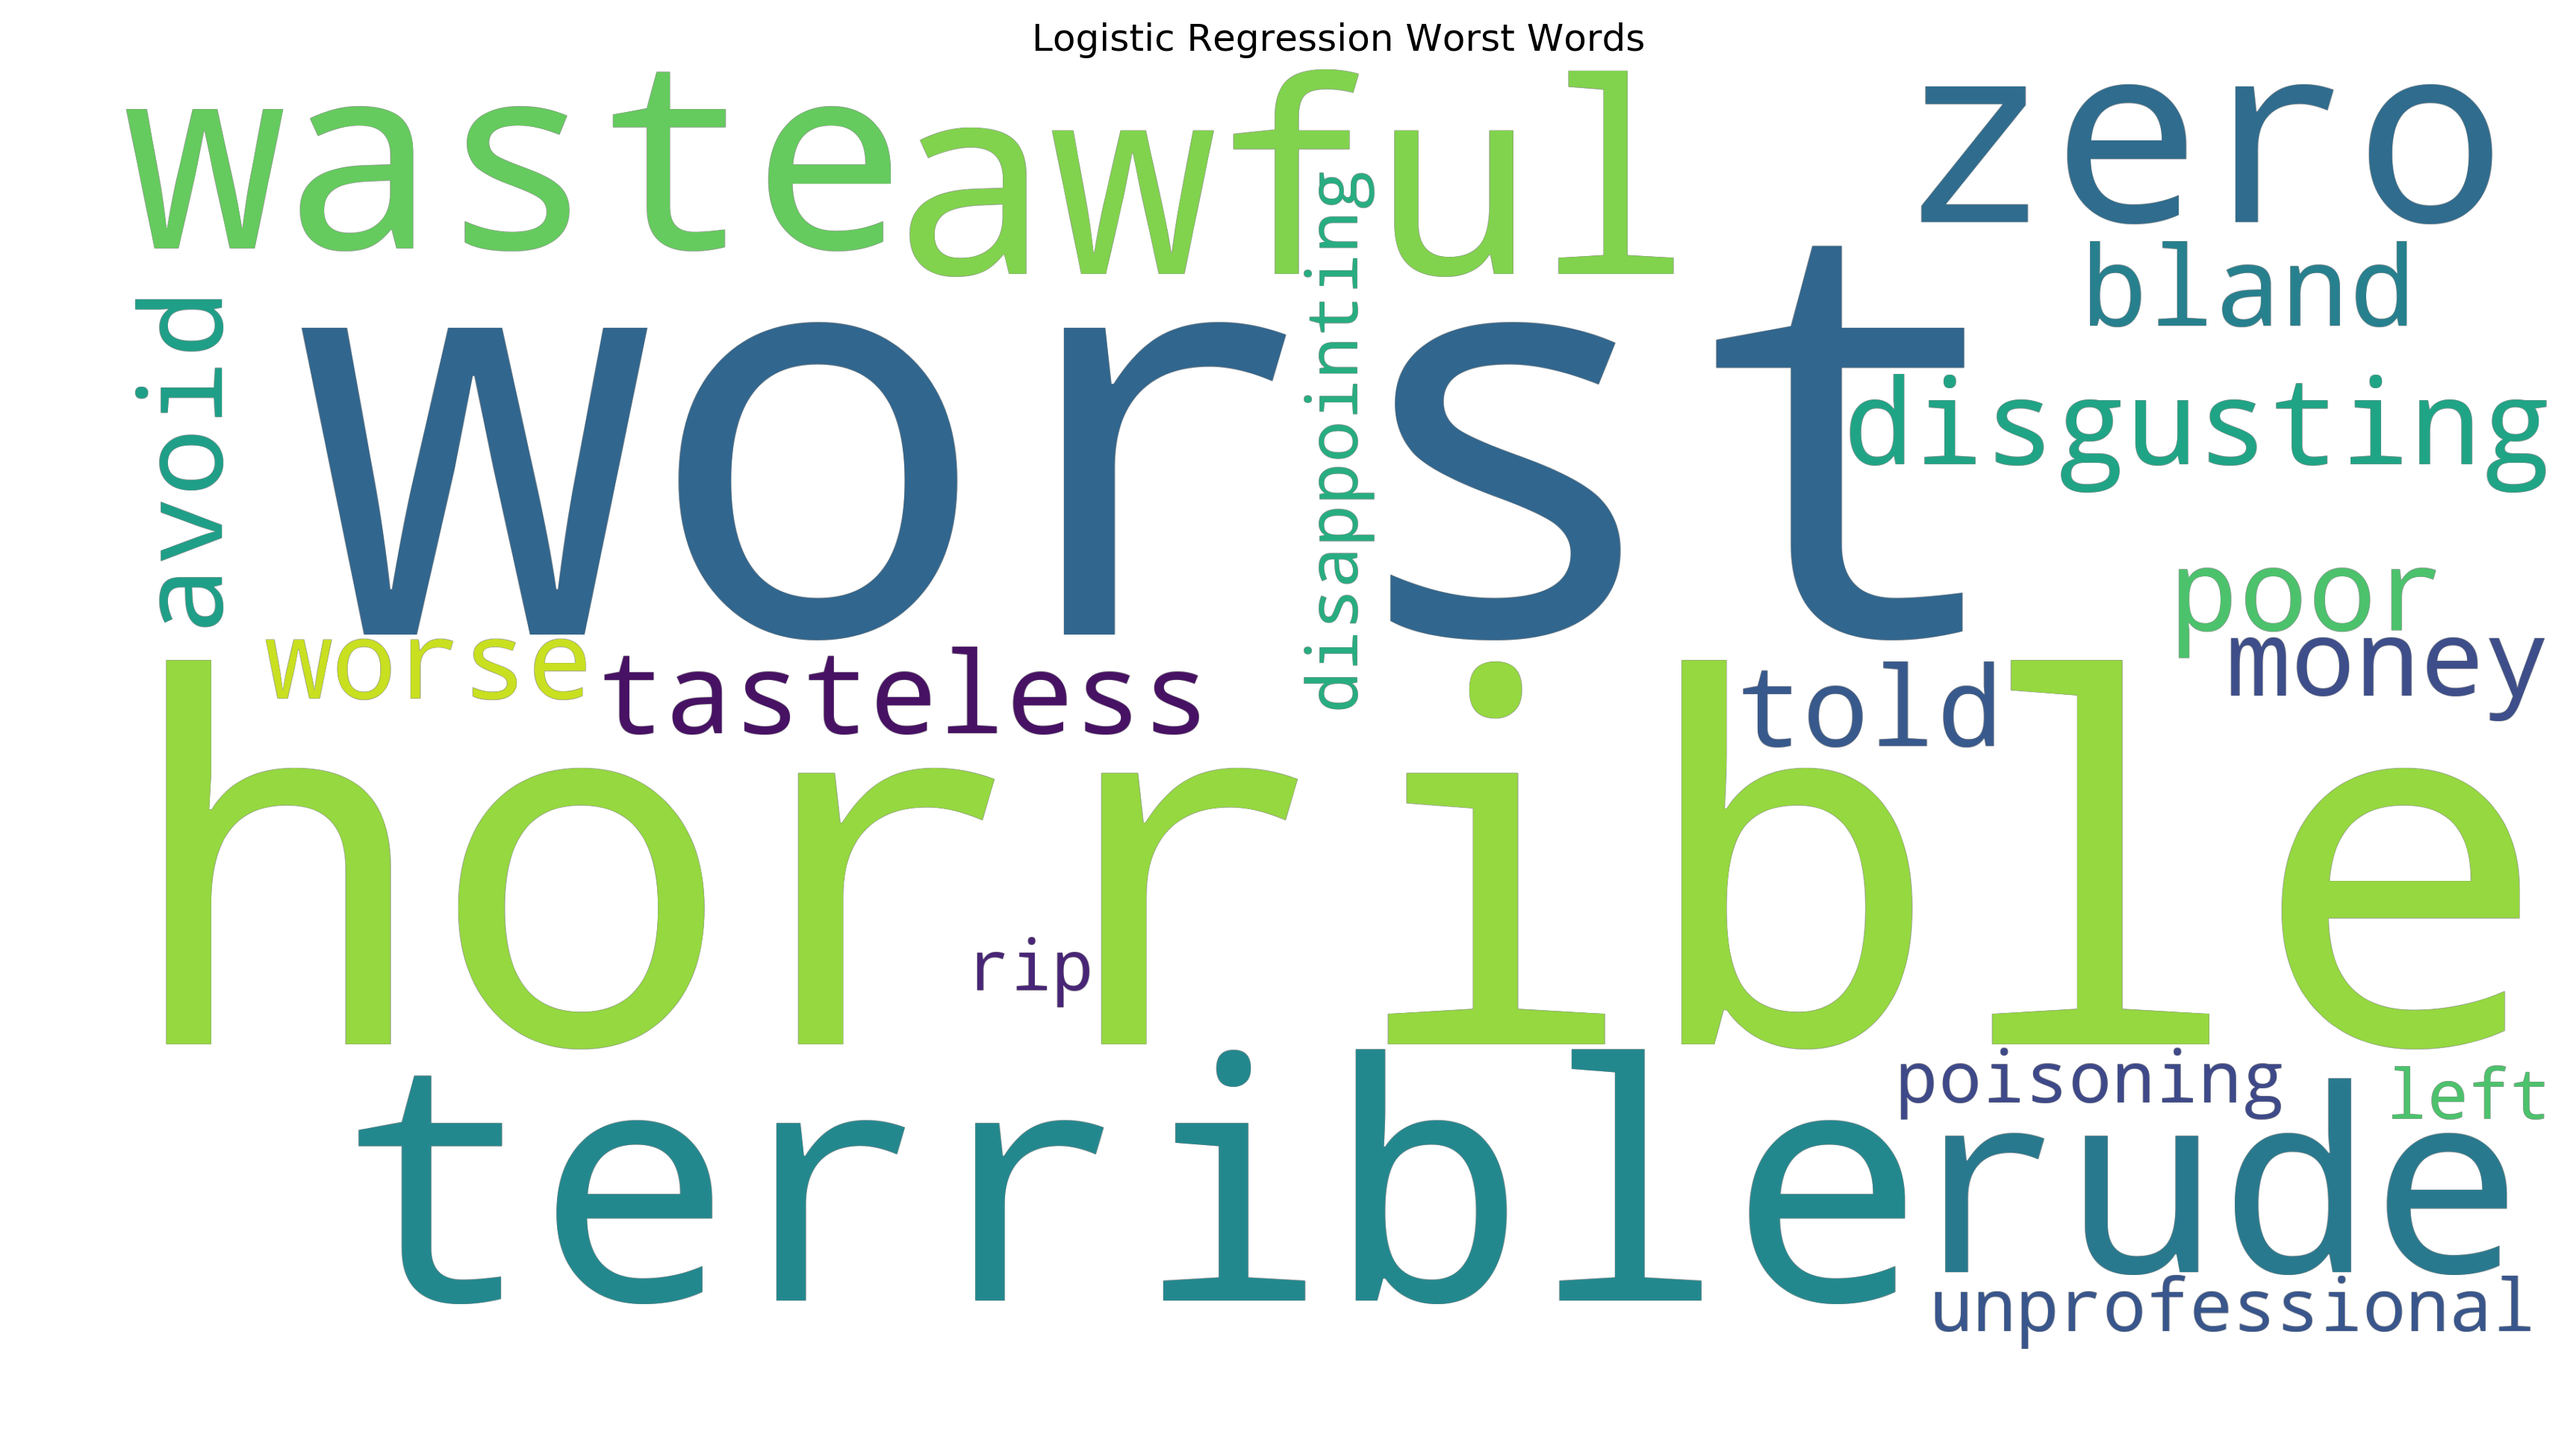 Logistic Regression Worst Words
waste
awful
zero
bland
avoid
worst
disappointing
disgusting
poor
money
worse
tasteless
told
horrible
rip
terrible
poisoning
left
rude
unprofessional